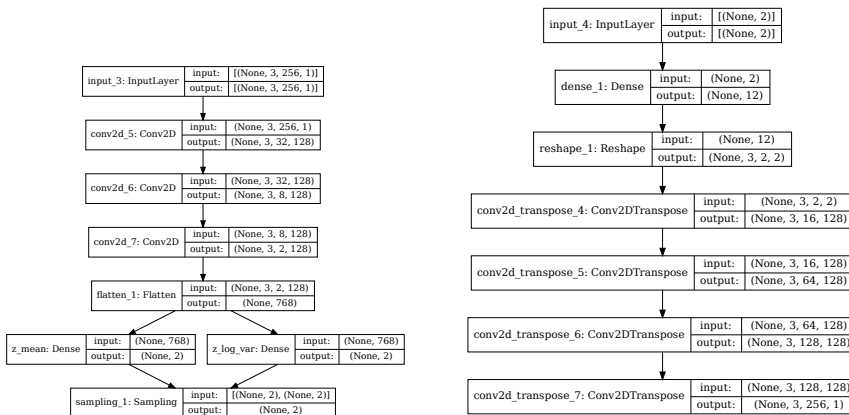 input_3: InputLayer input: [(None, 3, 256, 1)]
output: [(None, 3, 256, 1)]
conv2d_5: Conv2D input: (None, 3, 256, 1)
output: (None, 3, 32, 128)
conv2d_6: Conv2D input: (None, 3, 32, 128)
output: (None, 3, 8, 128)
conv2d_7: Conv2D input: (None, 3, 8, 128)
output: (None, 3, 2, 128)
flatten_1: Flatten input: (None, 3, 2, 128)
output: (None, 768)
z_mean: Dense input: (None, 768)
output: (None, 2)
z_log_var: Dense input: (None, 768)
output: (None, 2)
sampling_1: Sampling input: [(None, 2), (None, 2)]
output: (None, 2)
input_4: InputLayer input: [(None, 2)]
output: [(None, 2)]
dense_1: Dense input: (None, 2)
output: (None, 12)
reshape_1: Reshape input: (None, 12)
output: (None, 3, 2, 2)
conv2d_transpose_4: Conv2DTranspose input: (None, 3, 2, 2)
output: (None, 3, 16, 128)
conv2d_transpose_5: Conv2DTranspose input: (None, 3, 16, 128)
output: (None, 3, 64, 128)
conv2d_transpose_6: Conv2DTranspose input: (None, 3, 64, 128)
output: (None, 3, 128, 128)
conv2d_transpose_7: Conv2DTranspose input: (None, 3, 128, 128)
output: (None, 3, 256, 1)